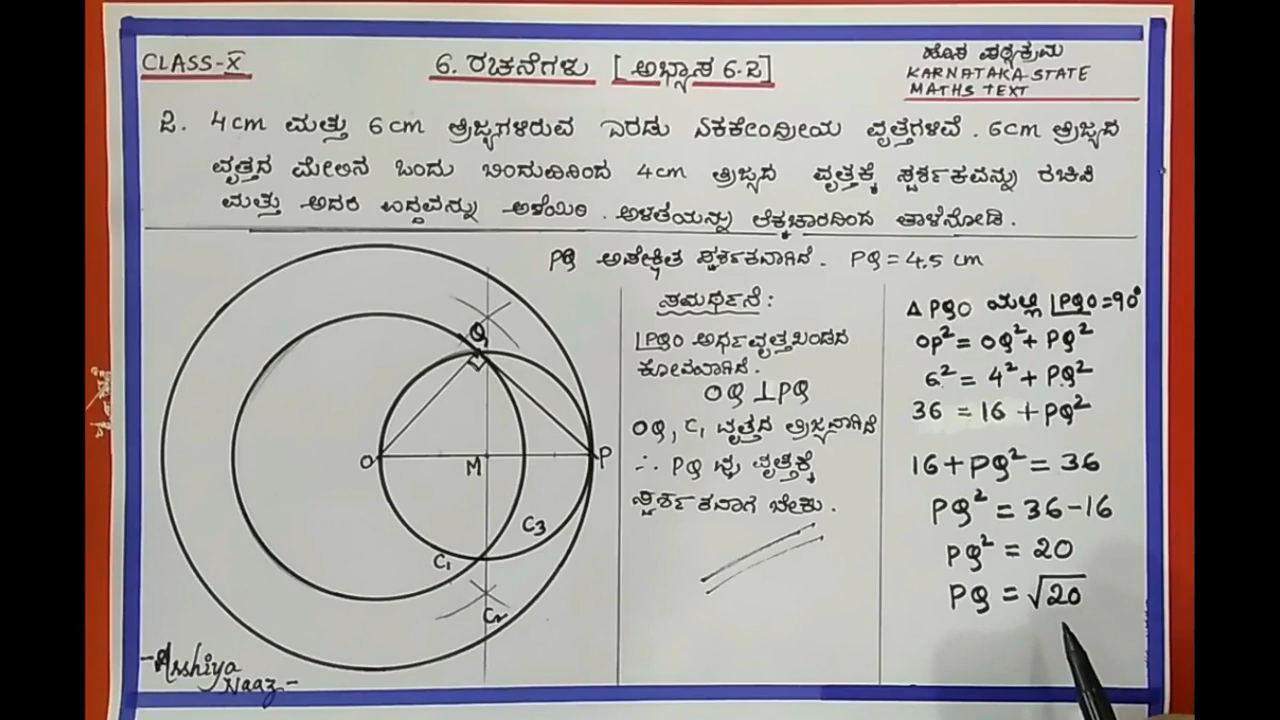 CLASS-X
6. ರಚನೆಗಳು [ ಅಭ್ಯಾಸ 6.2]
ಹೊಸ ಪಠ್ಯಕ್ರಮ
KARNATAKA STATE
MATHS TEXT
2. 4cm ಮತ್ತು 6cm ತ್ರಿಜ್ಯಗಳಿರುವ ಎರಡು ಏಕಕೇಂದ್ರೀಯ ವೃತ್ತಗಳಿವೆ. 6cm ತ್ರಿಜ್ಯದ
ವೃತ್ತದ ಮೇಲಿನ ಒಂದು ಬಿಂದುವಿನಿಂದ 4cm ತ್ರಿಜ್ಯದ ವೃತ್ತಕ್ಕೆ ಸ್ಪರ್ಶಕವನ್ನು ರಚಿಸಿ
ಮತ್ತು ಅದರ ಉದ್ದವನ್ನು ಅಳೆಯಿರಿ. ಅಳತೆಯನ್ನು ಲೆಕ್ಕಚಾರದಿಂದ ತಾಳೆನೋಡಿ.
PQ ಅಪೇಕ್ಷಿತ ಸ್ಪರ್ಶಕವಾಗಿದೆ. PQ = 4.5 cm
Q
O
M
P
C3
C1
C2
-Arshiya
Naaz-
ಸಮರ್ಥನೆ:
∠PQO ಅರ್ಧವೃತ್ತಖಂಡದ
ಕೋನವಾಗಿದೆ.
OQ ⊥ PQ
OQ, C1 ವೃತ್ತದ ತ್ರಿಜ್ಯವಾಗಿದೆ
∴ PQ ವು ವೃತ್ತಕ್ಕೆ
ಸ್ಪರ್ಶಕವಾಗ ಬೇಕು.
Δ PQO ಯಲ್ಲಿ ∠PQO = 90°
OP² = OQ² + PQ²
6² = 4² + PQ²
36 = 16 + PQ²
16 + PQ² = 36
PQ² = 36-16
PQ² = 20
PQ = √20